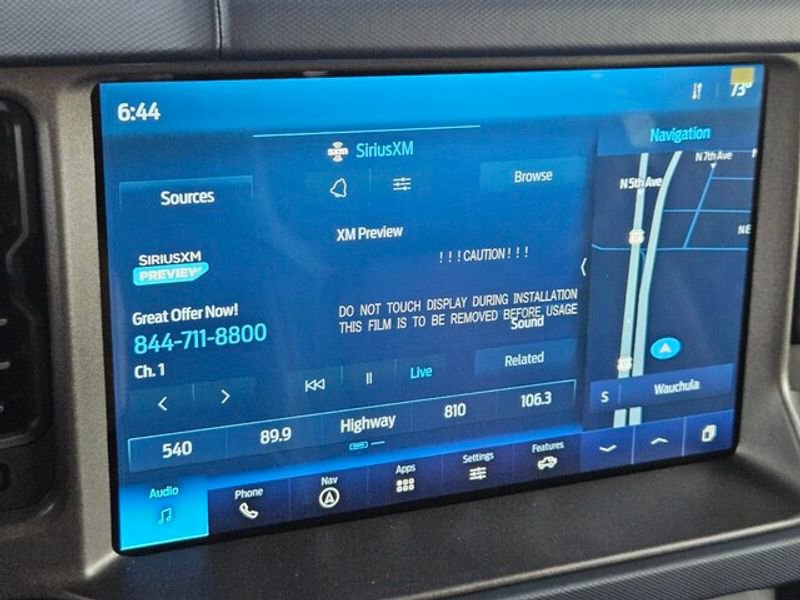 6:44
73°
SiriusXM
Navigation
Sources
Browse
N 5th Ave
N 7th Ave
NE
XM Preview
SIRIUSXM
PREVIEW
! ! ! CAUTION ! ! !
DO NOT TOUCH DISPLAY DURING INSTALLATION
THIS FILM IS TO BE REMOVED BEFORE USAGE
Sound
Great Offer Now!
844-711-8800
Ch. 1
Live
Related
S
Wauchula
540
89.9
Highway
810
106.3
Audio
Phone
Nav
Apps
Settings
Features